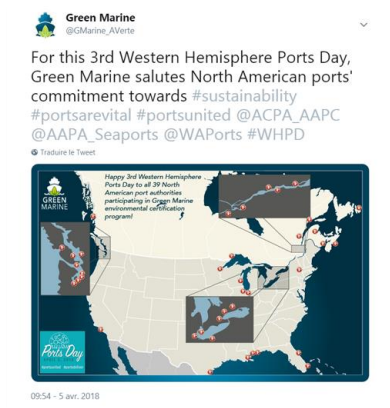 Green Marine
@GMarine_AVerte
For this 3rd Western Hemisphere Ports Day,
Green Marine salutes North American ports'
commitment towards #sustainability
#portsarevital #portsunited @ACPA_AAPC
@AAPA_Seaports @WAPorts #WHPD
Traduire le Tweet
GREEN
MARINE
Happy 3rd Western Hemisphere
Ports Day to all 39 North
American port authorities
participating in Green Marine
environmental certification
program!
Ports Day
09:54 - 5 avr. 2018